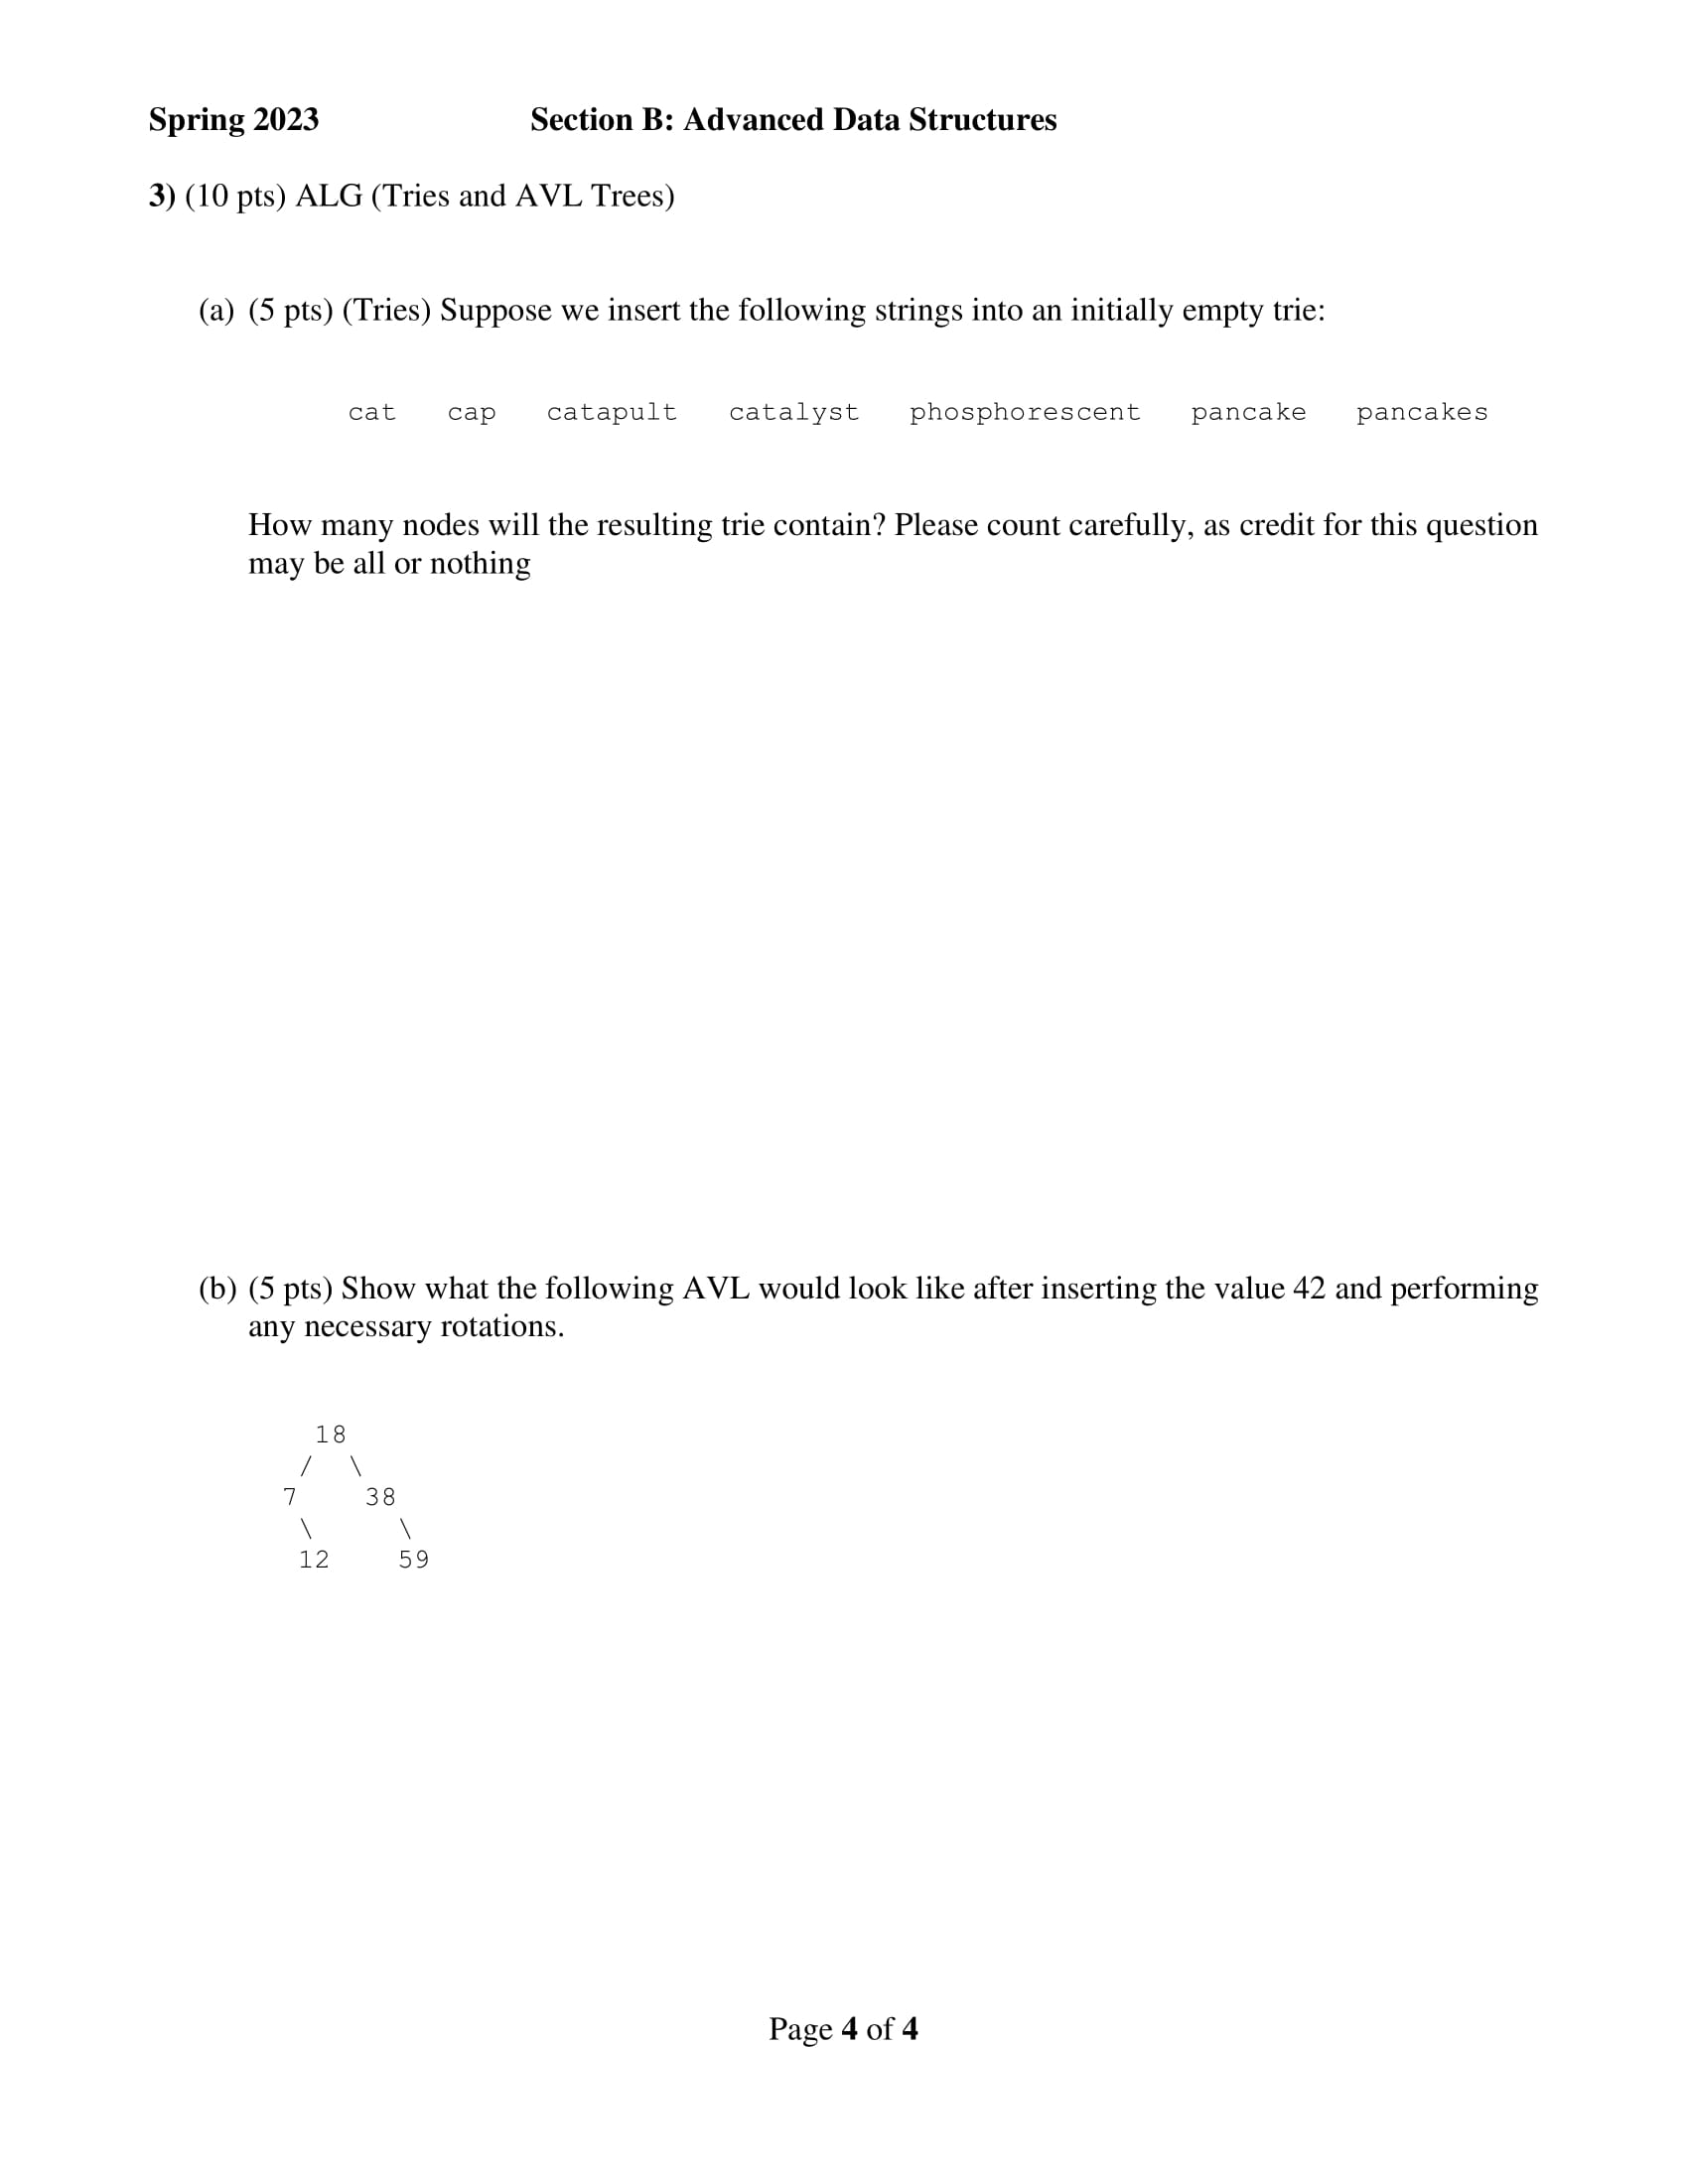 Spring 2023 Section B: Advanced Data Structures
3) (10 pts) ALG (Tries and AVL Trees)
(a) (5 pts) (Tries) Suppose we insert the following strings into an initially empty trie:
cat cap catapult catalyst phosphorescent pancake pancakes
How many nodes will the resulting trie contain? Please count carefully, as credit for this question
may be all or nothing
(b) (5 pts) Show what the following AVL would look like after inserting the value 42 and performing
any necessary rotations.
18
/ \
7 38
\ \
12 59
Page 4 of 4